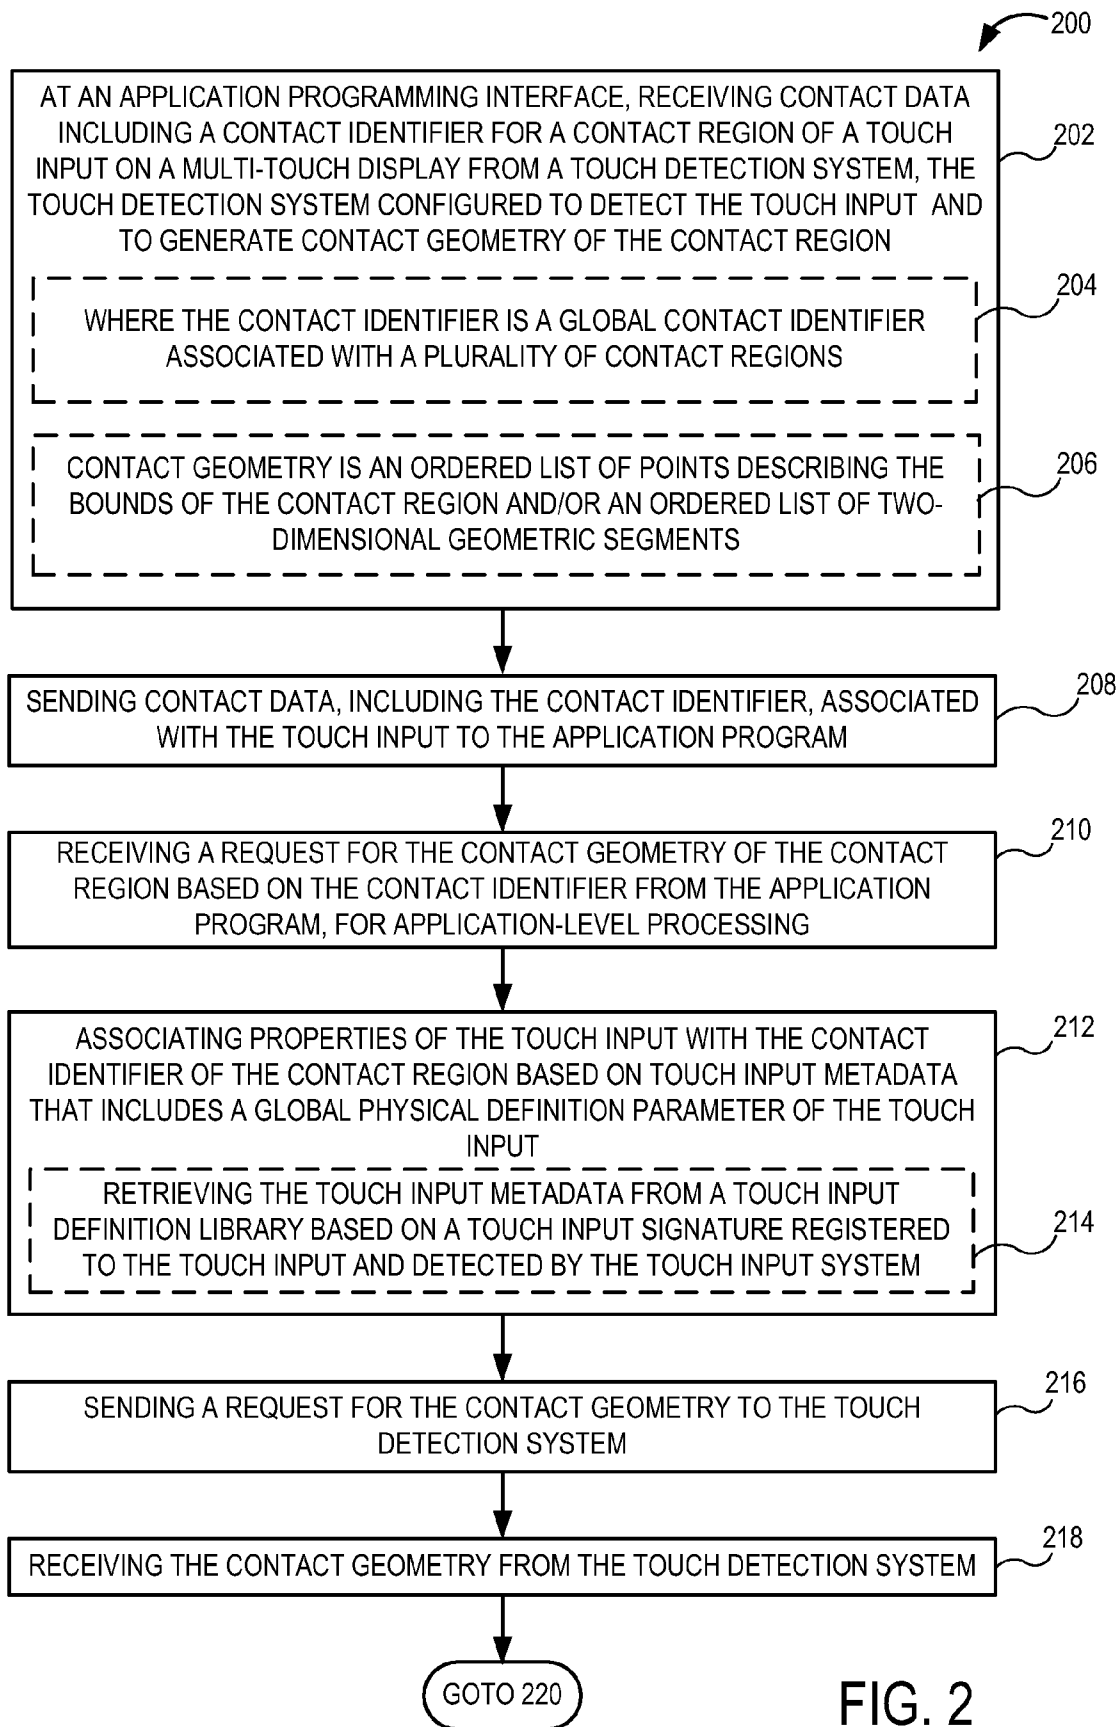 200
AT AN APPLICATION PROGRAMMING INTERFACE, RECEIVING CONTACT DATA
INCLUDING A CONTACT IDENTIFIER FOR A CONTACT REGION OF A TOUCH
INPUT ON A MULTI-TOUCH DISPLAY FROM A TOUCH DETECTION SYSTEM, THE
TOUCH DETECTION SYSTEM CONFIGURED TO DETECT THE TOUCH INPUT AND
TO GENERATE CONTACT GEOMETRY OF THE CONTACT REGION
202
WHERE THE CONTACT IDENTIFIER IS A GLOBAL CONTACT IDENTIFIER
ASSOCIATED WITH A PLURALITY OF CONTACT REGIONS
204
CONTACT GEOMETRY IS AN ORDERED LIST OF POINTS DESCRIBING THE
BOUNDS OF THE CONTACT REGION AND/OR AN ORDERED LIST OF TWO-
DIMENSIONAL GEOMETRIC SEGMENTS
206
SENDING CONTACT DATA, INCLUDING THE CONTACT IDENTIFIER, ASSOCIATED
WITH THE TOUCH INPUT TO THE APPLICATION PROGRAM
208
RECEIVING A REQUEST FOR THE CONTACT GEOMETRY OF THE CONTACT
REGION BASED ON THE CONTACT IDENTIFIER FROM THE APPLICATION
PROGRAM, FOR APPLICATION-LEVEL PROCESSING
210
ASSOCIATING PROPERTIES OF THE TOUCH INPUT WITH THE CONTACT
IDENTIFIER OF THE CONTACT REGION BASED ON TOUCH INPUT METADATA
THAT INCLUDES A GLOBAL PHYSICAL DEFINITION PARAMETER OF THE TOUCH
INPUT
212
RETRIEVING THE TOUCH INPUT METADATA FROM A TOUCH INPUT
DEFINITION LIBRARY BASED ON A TOUCH INPUT SIGNATURE REGISTERED
TO THE TOUCH INPUT AND DETECTED BY THE TOUCH INPUT SYSTEM
214
SENDING A REQUEST FOR THE CONTACT GEOMETRY TO THE TOUCH
DETECTION SYSTEM
216
RECEIVING THE CONTACT GEOMETRY FROM THE TOUCH DETECTION SYSTEM
218
GOTO 220
FIG. 2